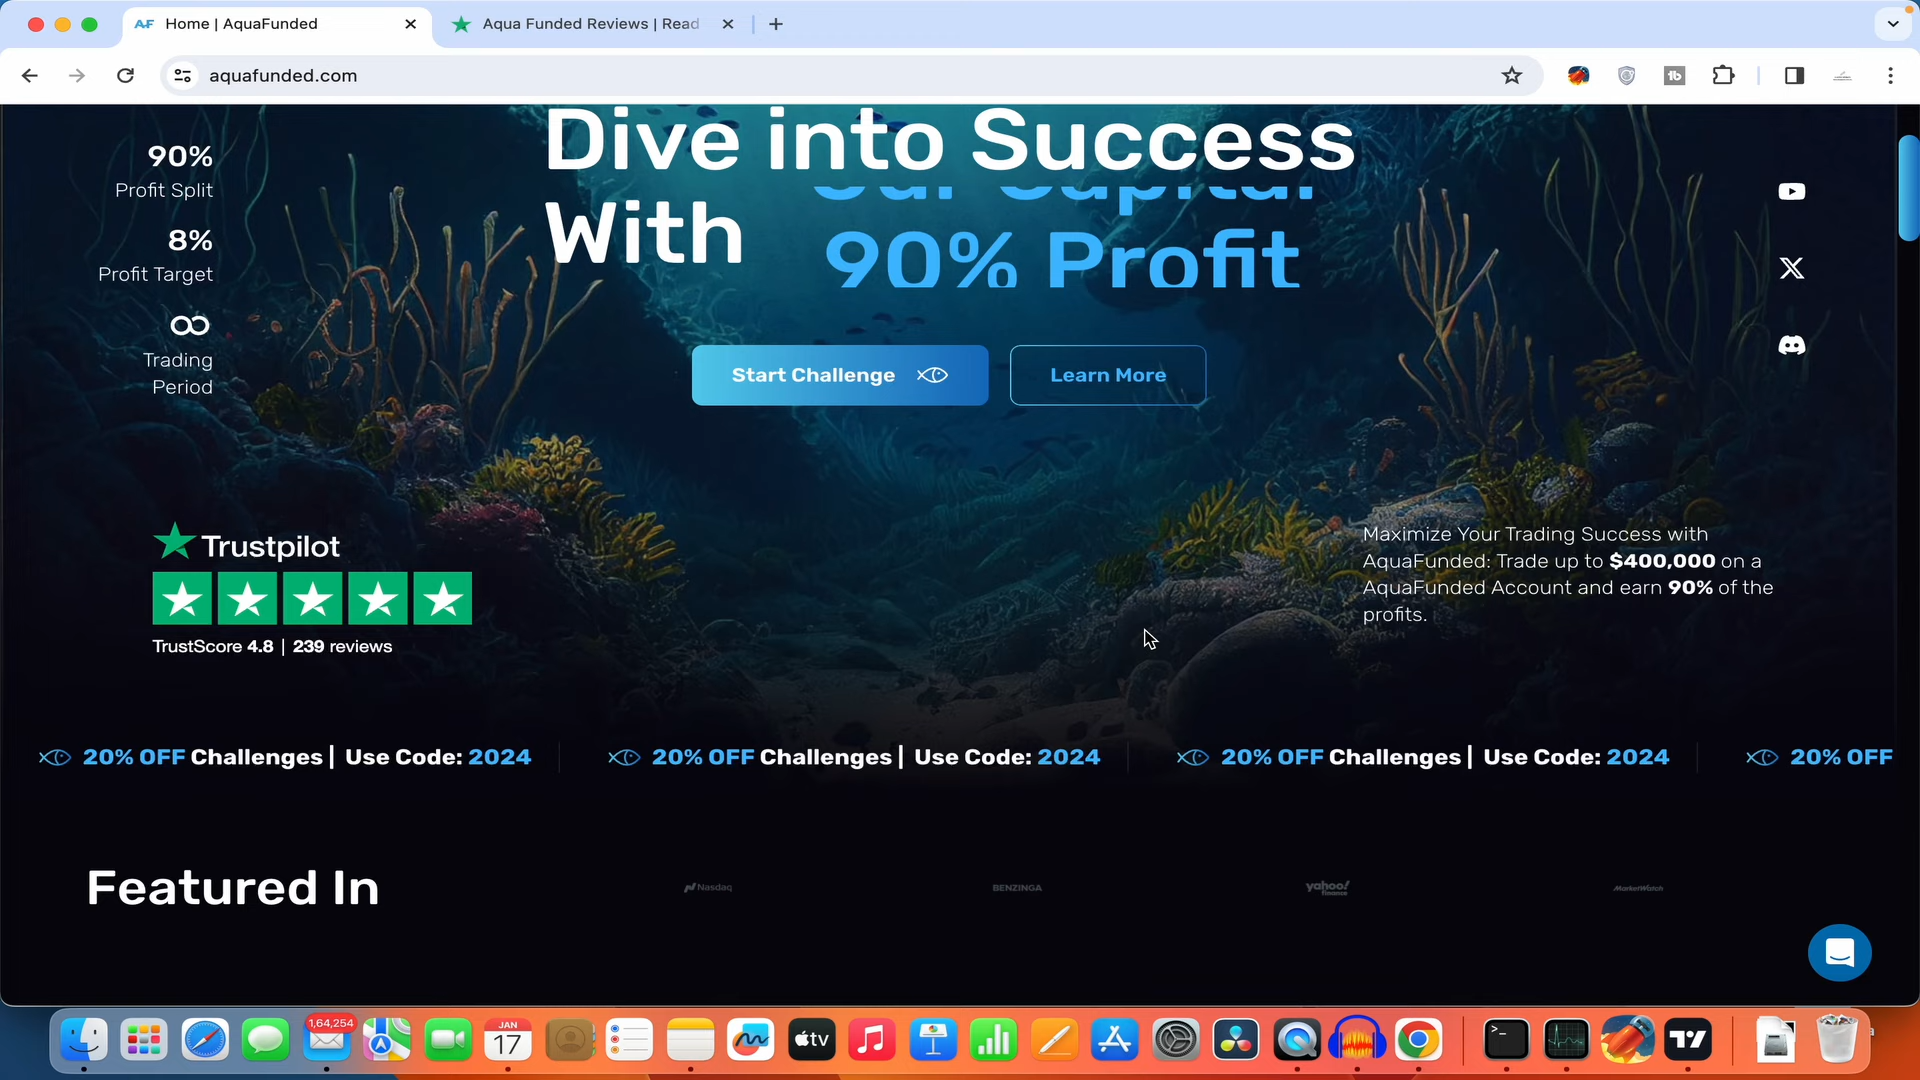 Home | AquaFunded
Aqua Funded Reviews | Read
aquafunded.com
90%
Profit Split
8%
Profit Target
Trading
Period
Dive into Success
With
Our Capital
90% Profit
Start Challenge
Learn More
Trustpilot
TrustScore 4.8 | 239 reviews
Maximize Your Trading Success with
AquaFunded: Trade up to $400,000 on a
AquaFunded Account and earn 90% of the
profits.
20% OFF Challenges | Use Code: 2024
20% OFF Challenges | Use Code: 2024
20% OFF Challenges | Use Code: 2024
20% OFF
Featured In
Nasdaq
BENZINGA
yahoo!
finance
MarketWatch
1,64,254
JAN
17
tv